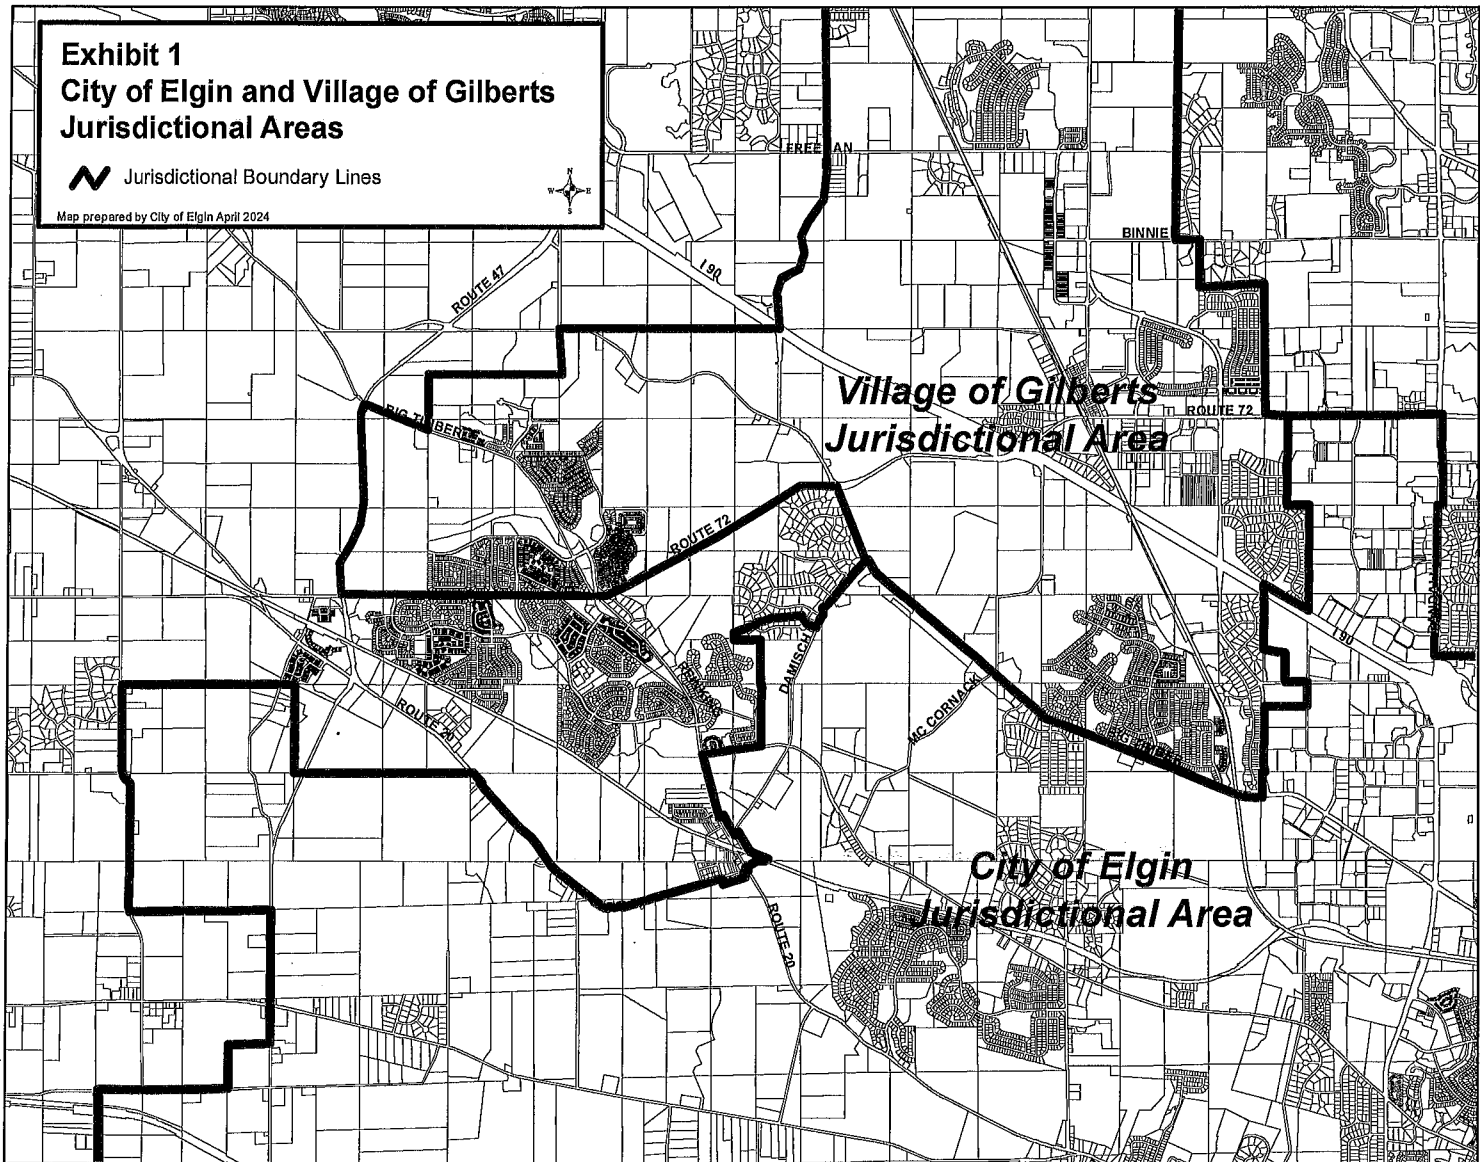 Exhibit 1
City of Elgin and Village of Gilberts
Jurisdictional Areas
Jurisdictional Boundary Lines
N
W
E
S
Map prepared by City of Elgin April 2024
FREEMAN
BINNIE
ROUTE 47
I 90
Village of Gilberts
Jurisdictional Area
ROUTE 72
BIG TIMBER
ROUTE 72
I 90
DAMISCH
MC CORNACK
ROUTE 20
City of Elgin
Jurisdictional Area
ROUTE 20